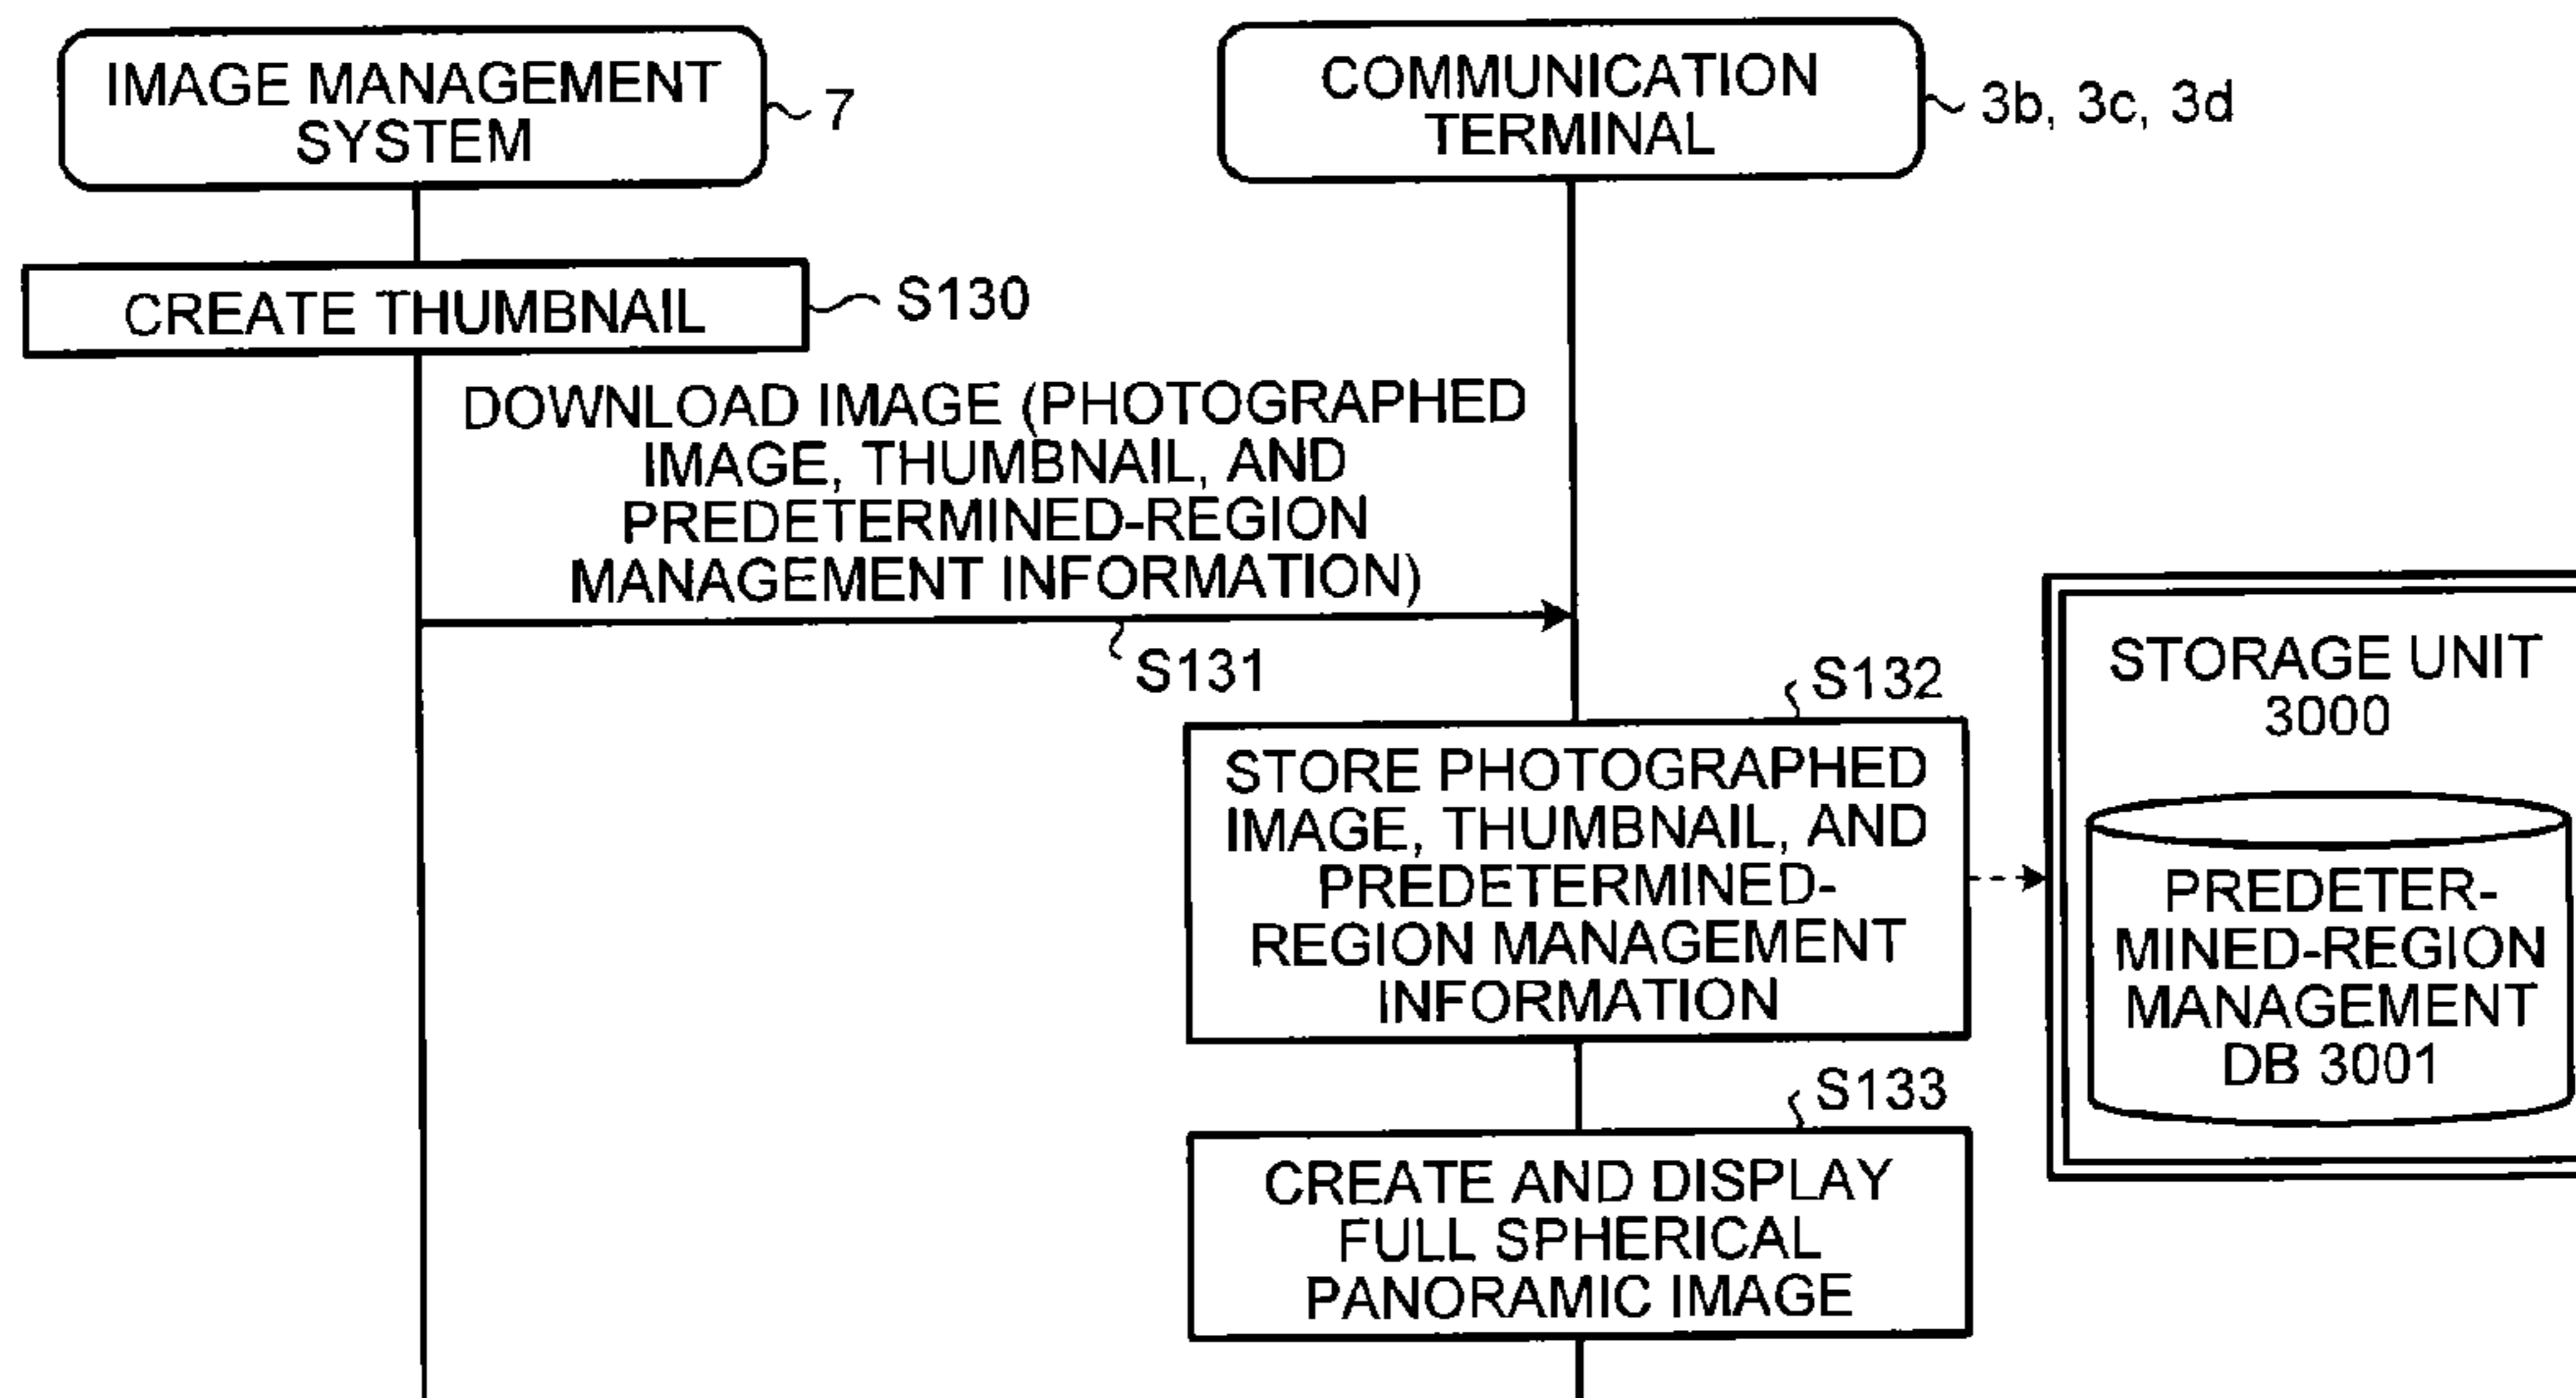 IMAGE MANAGEMENT
SYSTEM
7
COMMUNICATION
TERMINAL
3b, 3c, 3d
CREATE THUMBNAIL
S130
DOWNLOAD IMAGE (PHOTOGRAPHED
IMAGE, THUMBNAIL, AND
PREDETERMINED-REGION
MANAGEMENT INFORMATION)
S131
S132
STORE PHOTOGRAPHED
IMAGE, THUMBNAIL, AND
PREDETERMINED-
REGION MANAGEMENT
INFORMATION
STORAGE UNIT
3000
PREDETER-
MINED-REGION
MANAGEMENT
DB 3001
S133
CREATE AND DISPLAY
FULL SPHERICAL
PANORAMIC IMAGE